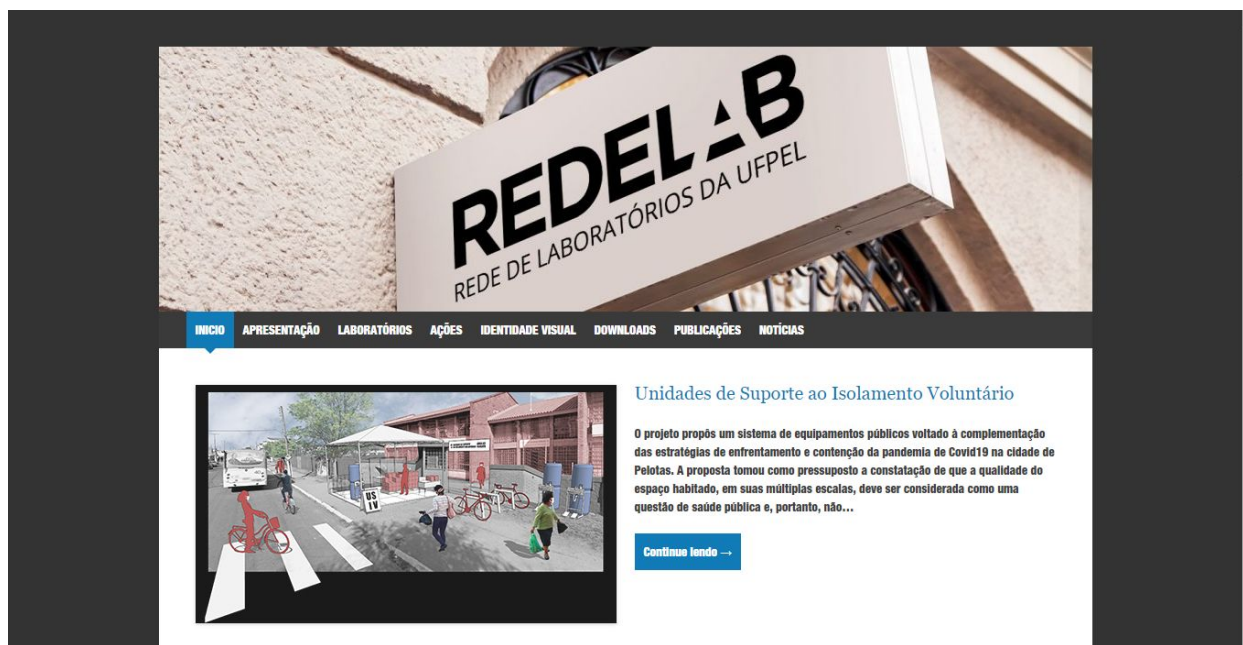 REDELAB
REDE DE LABORATÓRIOS DA UFPEL
INICIO APRESENTAÇÃO LABORATÓRIOS AÇÕES IDENTIDADE VISUAL DOWNLOADS PUBLICAÇÕES NOTÍCIAS
US
IV
Unidades de Suporte ao Isolamento Voluntário
O projeto propôs um sistema de equipamentos públicos voltado à complementação
das estratégias de enfrentamento e contenção da pandemia de Covid19 na cidade de
Pelotas. A proposta tomou como pressuposto a constatação de que a qualidade do
espaço habitado, em suas múltiplas escalas, deve ser considerada como uma
questão de saúde pública e, portanto, não…
Continue lendo →